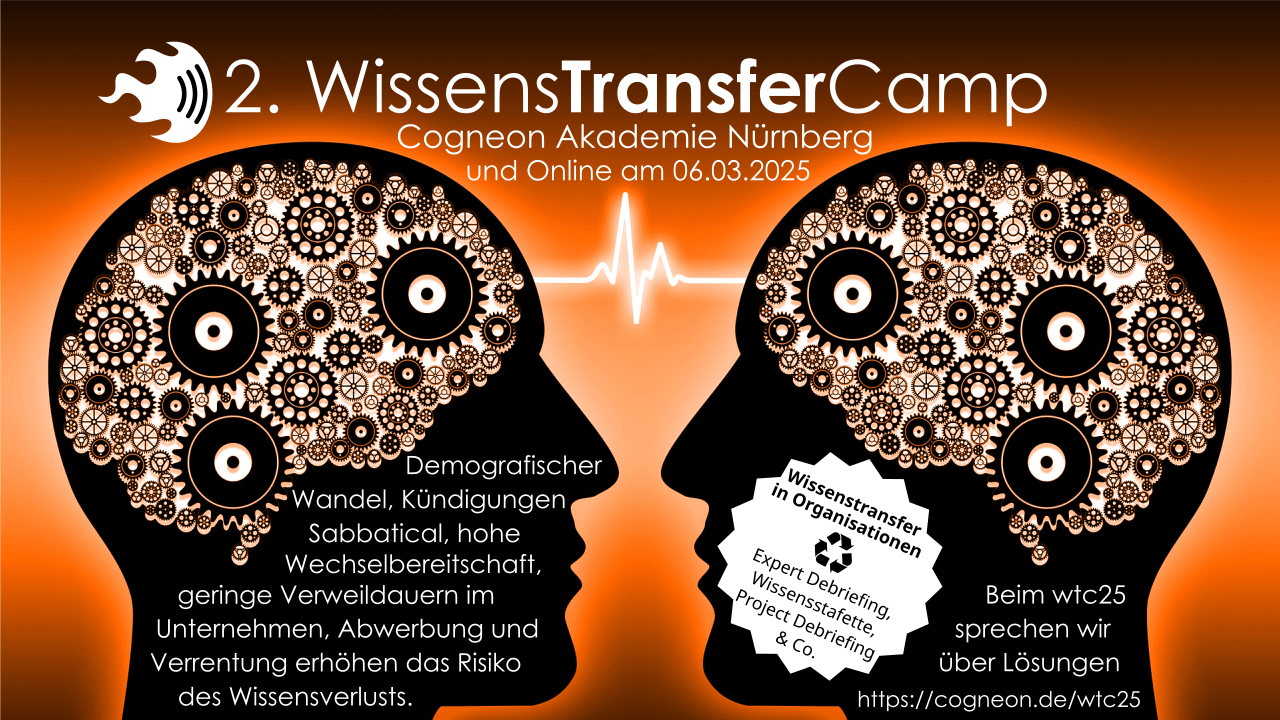 2. WissensTransferCamp
Cogneon Akademie Nürnberg
und Online am 06.03.2025
Demografischer
Wandel, Kündigungen
Sabbatical, hohe
Wechselbereitschaft,
geringe Verweildauern im
Unternehmen, Abwerbung und
Verrentung erhöhen das Risiko
des Wissensverlusts.
Wissenstransfer
in Organisationen
Expert Debriefing,
Wissensstafette,
Project Debriefing
& Co.
Beim wtc25
sprechen wir
über Lösungen
https://cogneon.de/wtc25